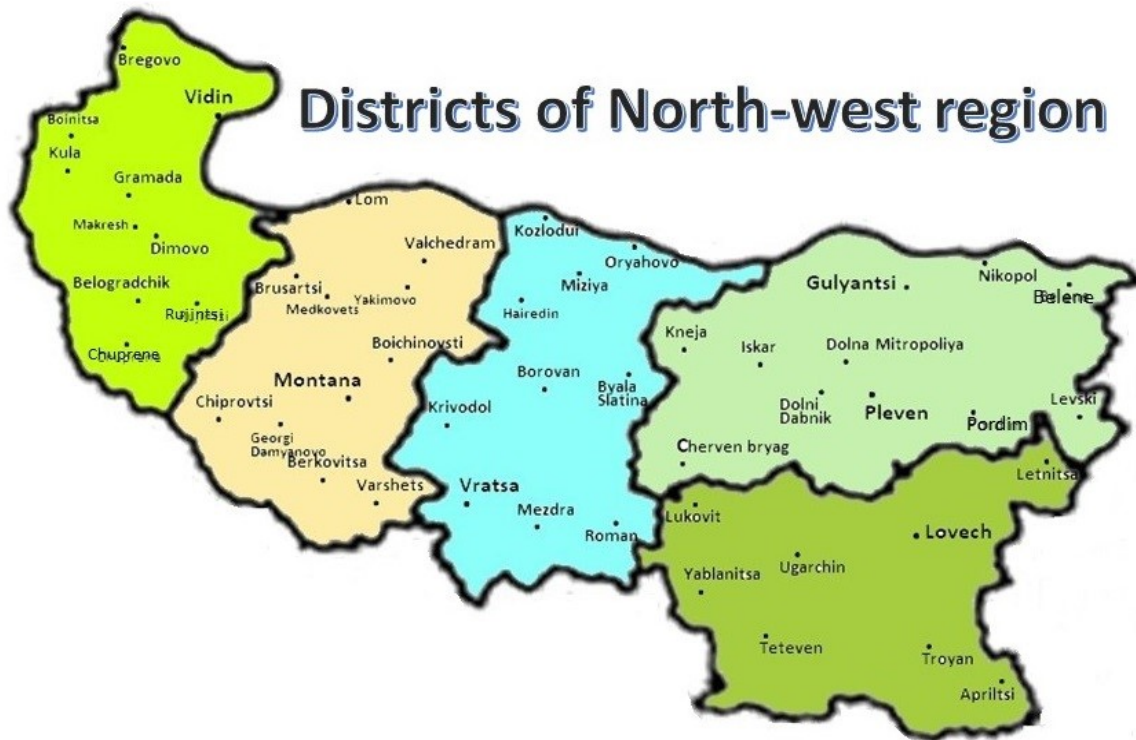 Districts of North-west region
Bregovo
Vidin
Boinitsa
Kula
Gramada
Makresh
Dimovo
Belogradchik
Chuprene
Lom
Valchedram
Brusartsi
Medkovets
Yakimovo
Boichinovsti
Montana
Chiprovtsi
Georgi
Damyanovo
Berkovitsa
Varshets
Kozlodui
Oryahovo
Miziya
Hairedin
Borovan
Byala
Slatina
Krivodol
Vratsa
Mezdra
Roman
Gulyantsi
Nikopol
Belene
Kneja
Iskar
Dolna Mitropoliya
Dolni
Dabnik
Pleven
Pordim
Levski
Cherven bryag
Letnitsa
Lukovit
Lovech
Ugarchin
Yablanitsa
Teteven
Troyan
Apriltsi